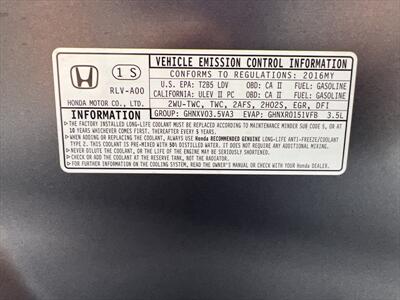 VEHICLE EMISSION CONTROL INFORMATION
1 S
CONFORMS TO REGULATIONS: 2016MY
RLV-A00
U.S. EPA: T2B5 LDV OBD: CA II FUEL: GASOLINE
CALIFORNIA: ULEV II PC OBD: CA II FUEL: GASOLINE
HONDA MOTOR CO., LTD.
2WU-TWC, TWC, 2AFS, 2HO2S, EGR, DFI
INFORMATION
GROUP: GHNXV03.5VA3 EVAP: GHNXR0151VFB 3.5L
▶ THE FACTORY INSTALLED LONG-LIFE COOLANT MUST BE REPLACED ACCORDING TO MAINTENANCE MINDER SUB CODE 5, OR AT
10 YEARS WHICHEVER COMES FIRST. THEREAFTER EVERY 5 YEARS.
▶ WHEN ADDING OR REPLACING COOLANT, ALWAYS USE Honda RECOMMENDED GENUINE LONG-LIFE ANTI-FREEZE/COOLANT
TYPE 2. THIS COOLANT IS PRE-MIXED WITH 50% DISTILLED WATER. IT DOES NOT REQUIRE ANY ADDITIONAL MIXING.
▶ NEVER DILUTE THE COOLANT, OR THE ENGINE MAY BE SERIOUSLY DAMAGED.
▶ CHECK OR ADD COOLANT AT THE RESERVE TANK, NOT THE RADIATOR.
▶ FOR FURTHER INFORMATION ON THE COOLING SYSTEM, READ THE OWNER'S MANUAL OR CHECK WITH YOUR Honda DEALER.